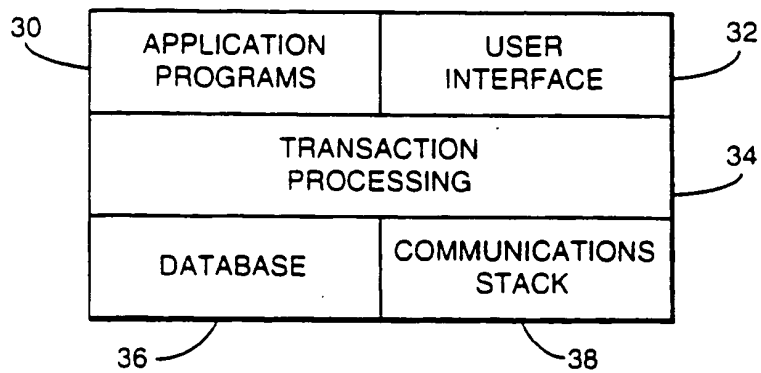 30
APPLICATION
PROGRAMS
USER
INTERFACE
32
TRANSACTION
PROCESSING
34
DATABASE
COMMUNICATIONS
STACK
36
38